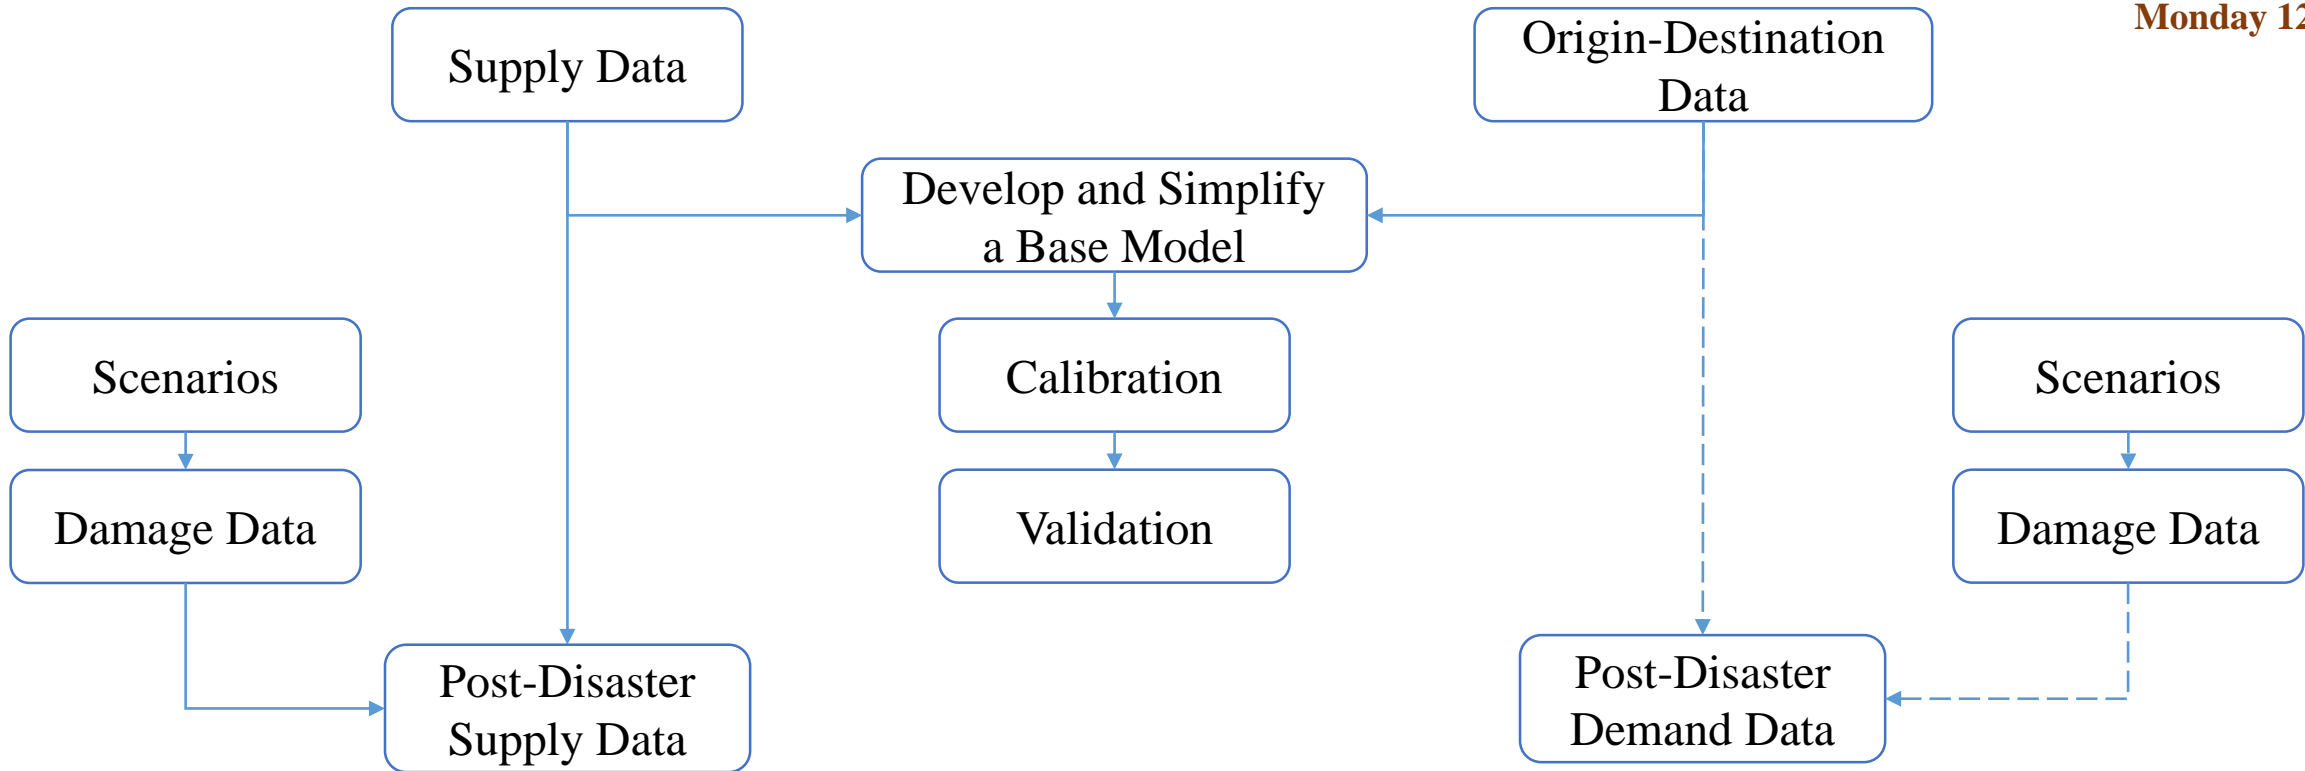 Monday 12
Supply Data
Origin-Destination
Data
Develop and Simplify
a Base Model
Scenarios
Calibration
Scenarios
Damage Data
Validation
Damage Data
Post-Disaster
Supply Data
Post-Disaster
Demand Data